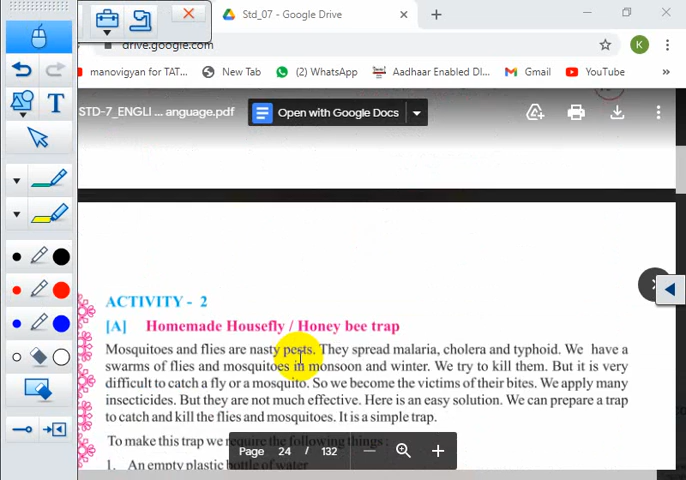 Std_07 - Google Drive
drive.google.com
K
manovigyan for TAT...
New Tab
(2) WhatsApp
Aadhaar Enabled DI...
Gmail
YouTube
STD-7_ENGLI ... anguage.pdf
Open with Google Docs
T
ACTIVITY - 2
[A] Homemade Housefly / Honey bee trap
Mosquitoes and flies are nasty pests. They spread malaria, cholera and typhoid. We have a
swarms of flies and mosquitoes in monsoon and winter. We try to kill them. But it is very
difficult to catch a fly or a mosquito. So we become the victims of their bites. We apply many
insecticides. But they are not much effective. Here is an easy solution. We can prepare a trap
to catch and kill the flies and mosquitoes. It is a simple trap.
To make this trap we require the following things :
Page 24 / 132
1. An empty plastic bottle of water